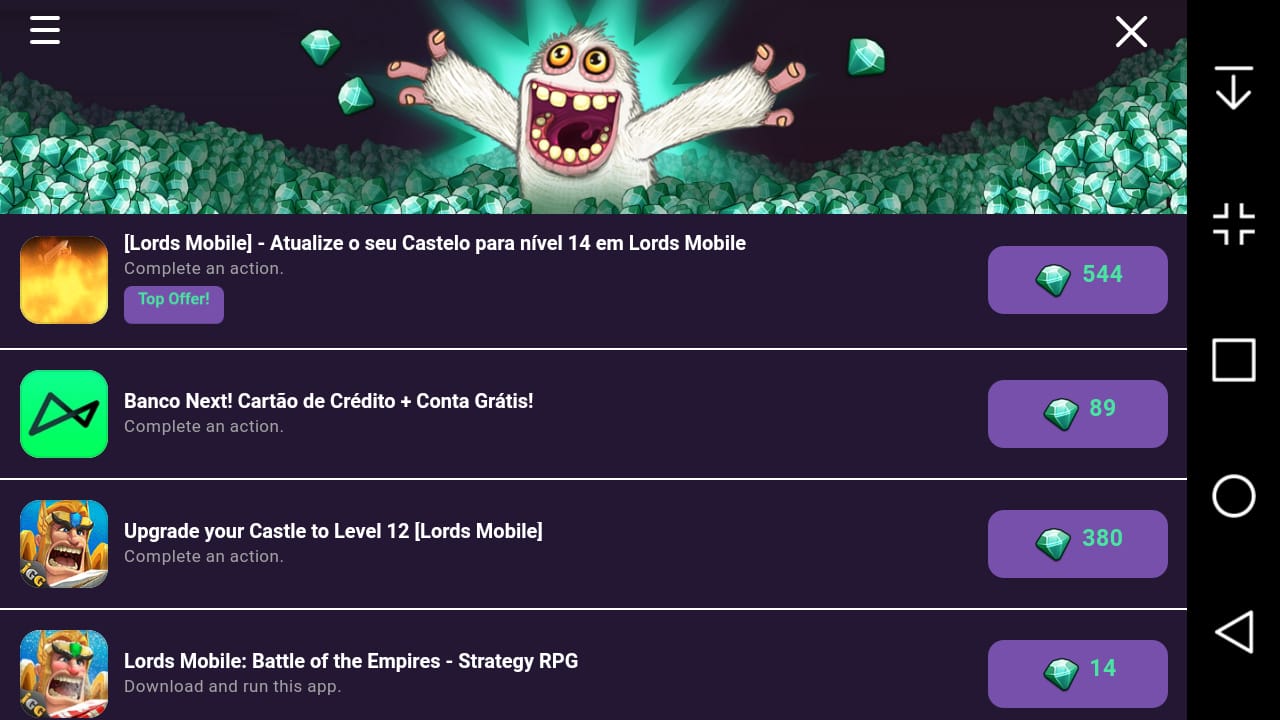 [Lords Mobile] - Atualize o seu Castelo para nível 14 em Lords Mobile
Complete an action.
Top Offer!
544
Banco Next! Cartão de Crédito + Conta Grátis!
Complete an action.
89
Upgrade your Castle to Level 12 [Lords Mobile]
Complete an action.
380
IGG
Lords Mobile: Battle of the Empires - Strategy RPG
Download and run this app.
14
IGG